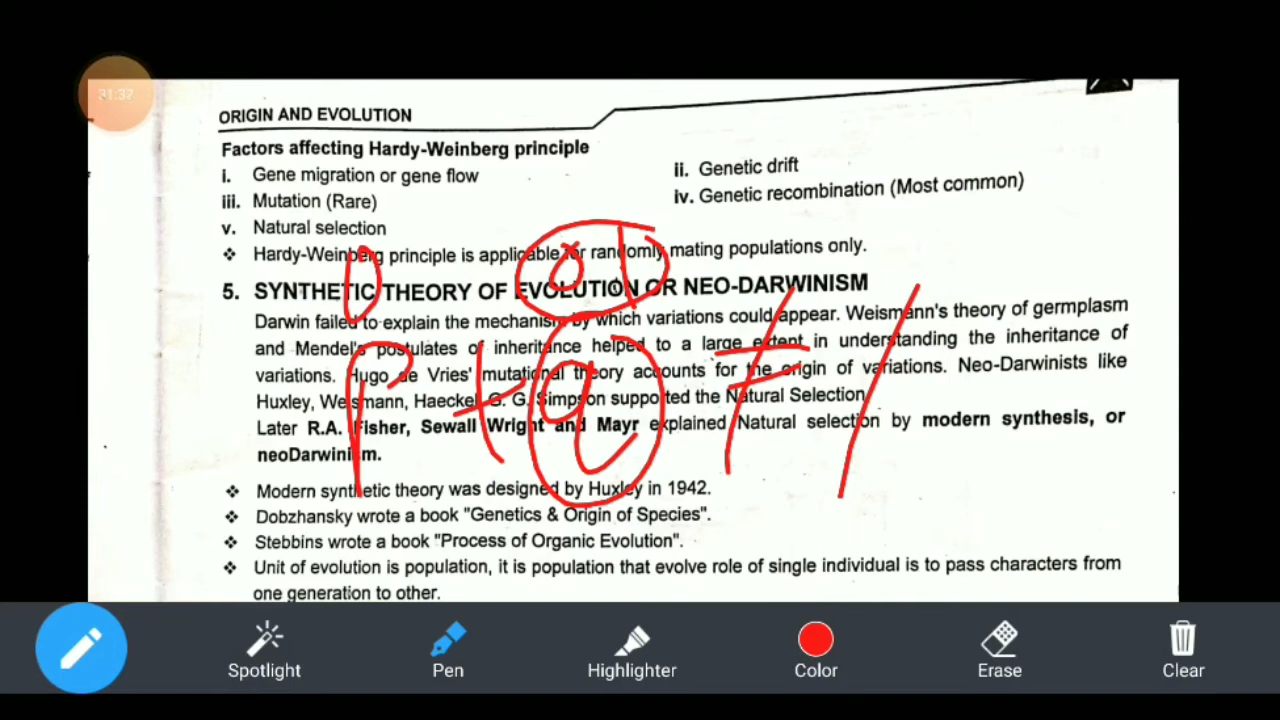 31:37
ORIGIN AND EVOLUTION
Factors affecting Hardy-Weinberg principle
i. Gene migration or gene flow
ii. Genetic drift
iii. Mutation (Rare)
iv. Genetic recombination (Most common)
v. Natural selection
❖ Hardy-Weinberg principle is applicable for randomly mating populations only.
5. SYNTHETIC THEORY OF EVOLUTION OR NEO-DARWINISM
Darwin failed to explain the mechanism by which variations could appear. Weismann's theory of germplasm
and Mendel's postulates of inheritance helped to a large extent in understanding the inheritance of
variations. Hugo de Vries' mutational theory accounts for the origin of variations. Neo-Darwinists like
Huxley, Weismann, Haeckel, G. G. Simpson supported the Natural Selection
Later R.A. Fisher, Sewall Wright and Mayr explained Natural selection by modern synthesis, or
neoDarwinism.
❖ Modern synthetic theory was designed by Huxley in 1942.
❖ Dobzhansky wrote a book "Genetics & Origin of Species".
❖ Stebbins wrote a book "Process of Organic Evolution".
❖ Unit of evolution is population, it is population that evolve role of single individual is to pass characters from
one generation to other.
P + q ≠ 1
Spotlight
Pen
Highlighter
Color
Erase
Clear